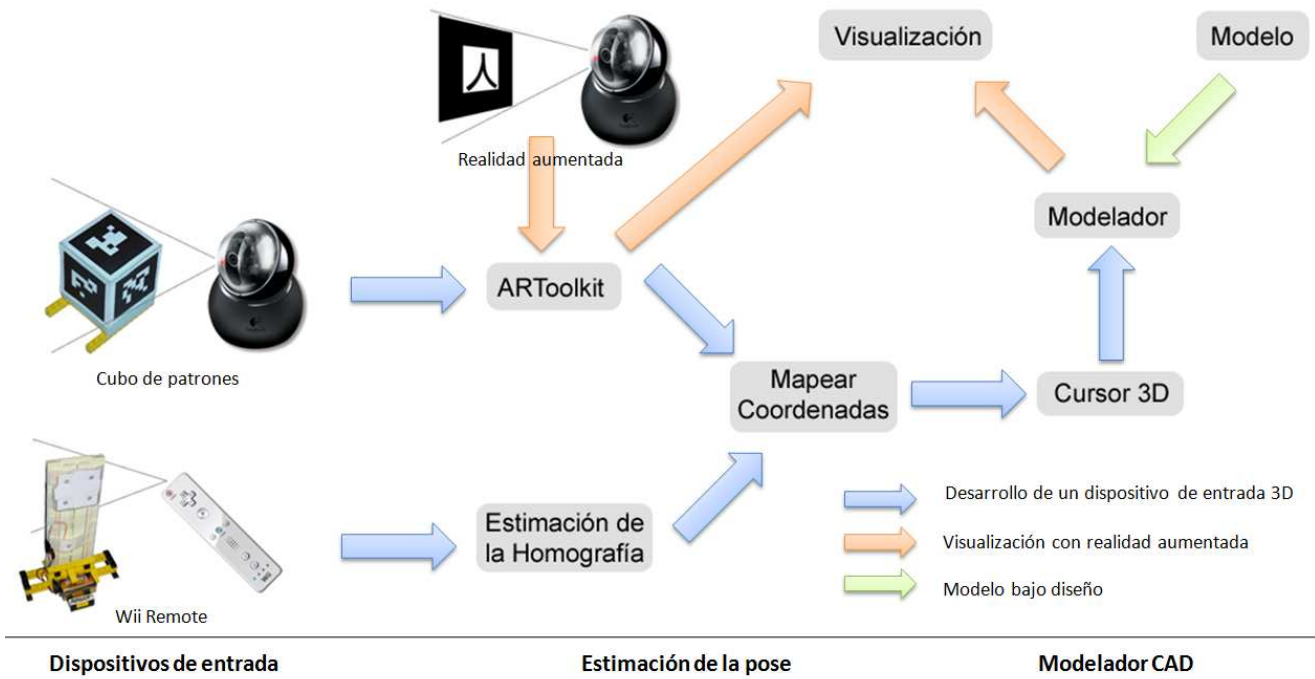 Visualización
Modelo
Realidad aumentada
Modelador
ARToolkit
Cubo de patrones
Mapear
Coordenadas
Cursor 3D
Estimación de
la Homografía
Wii Remote
Desarrollo de un dispositivo de entrada 3D
Visualización con realidad aumentada
Modelo bajo diseño
Dispositivos de entrada
Estimación de la pose
Modelador CAD